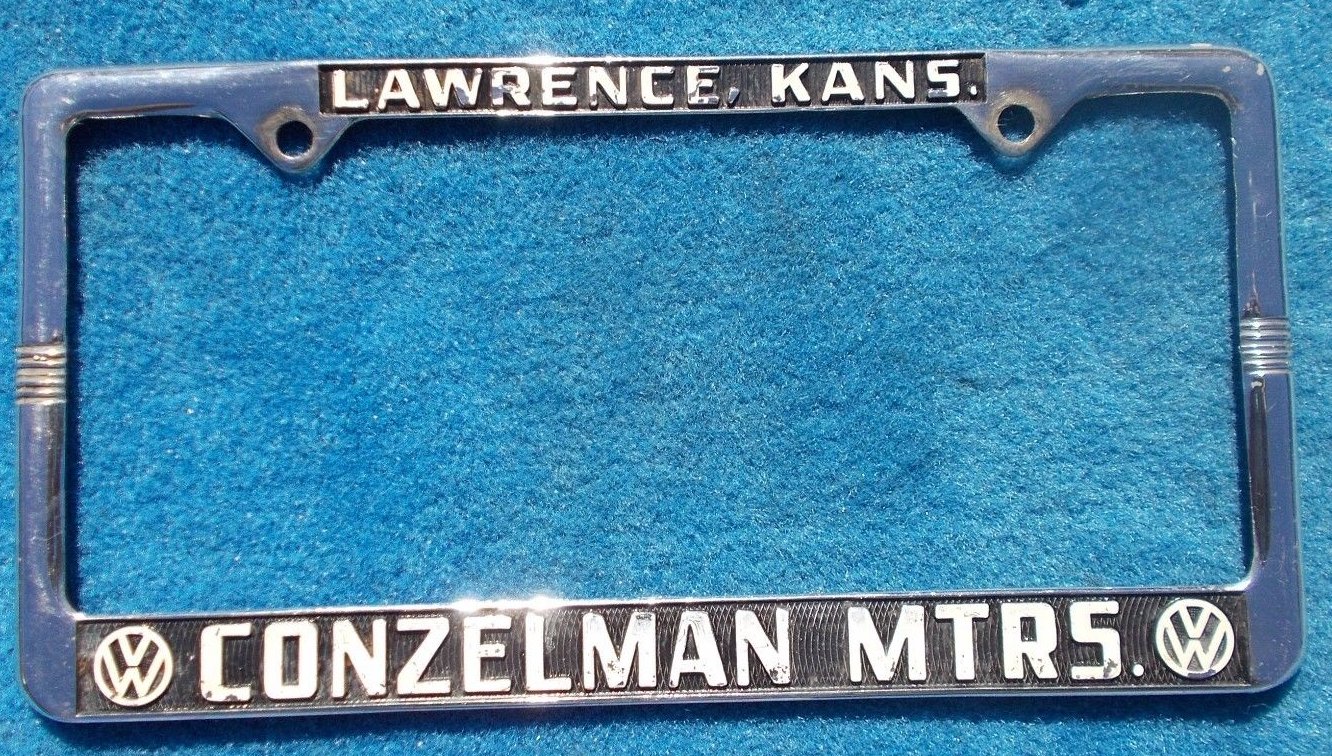 LAWRENCE, KANS.
VW CONZELMAN MTRS. VW